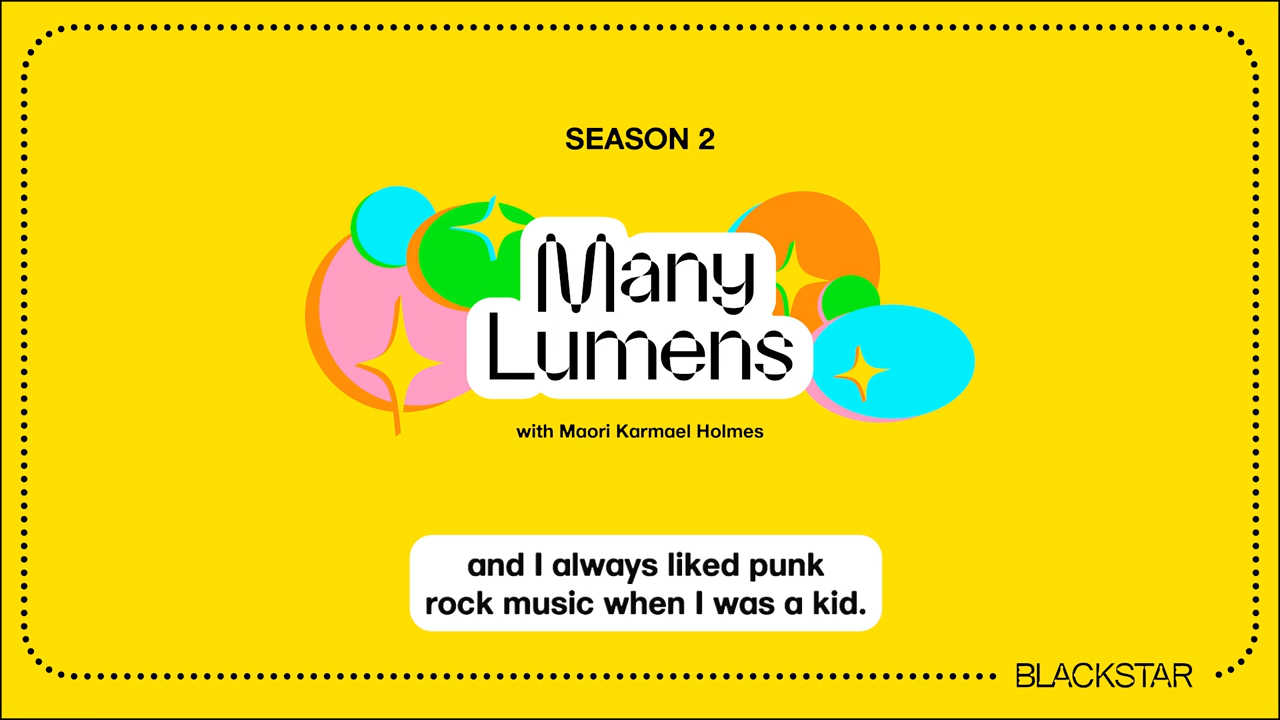 SEASON 2
Many
Lumens
with Maori Karmael Holmes
and I always liked punk
rock music when I was a kid.
BLACKSTAR